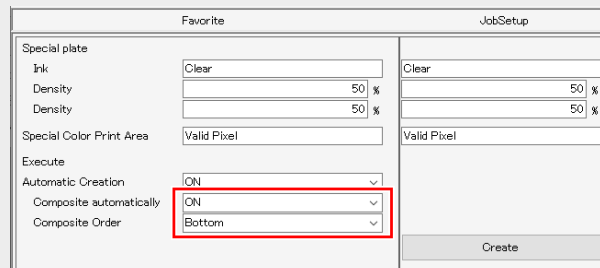 Favorite JobSetup
Special plate
Ink Clear Clear
Density 50 % 50 %
Density 50 % 50 %
Special Color Print Area Valid Pixel Valid Pixel
Execute
Automatic Creation ON
Composite automatically ON
Composite Order Bottom
Create